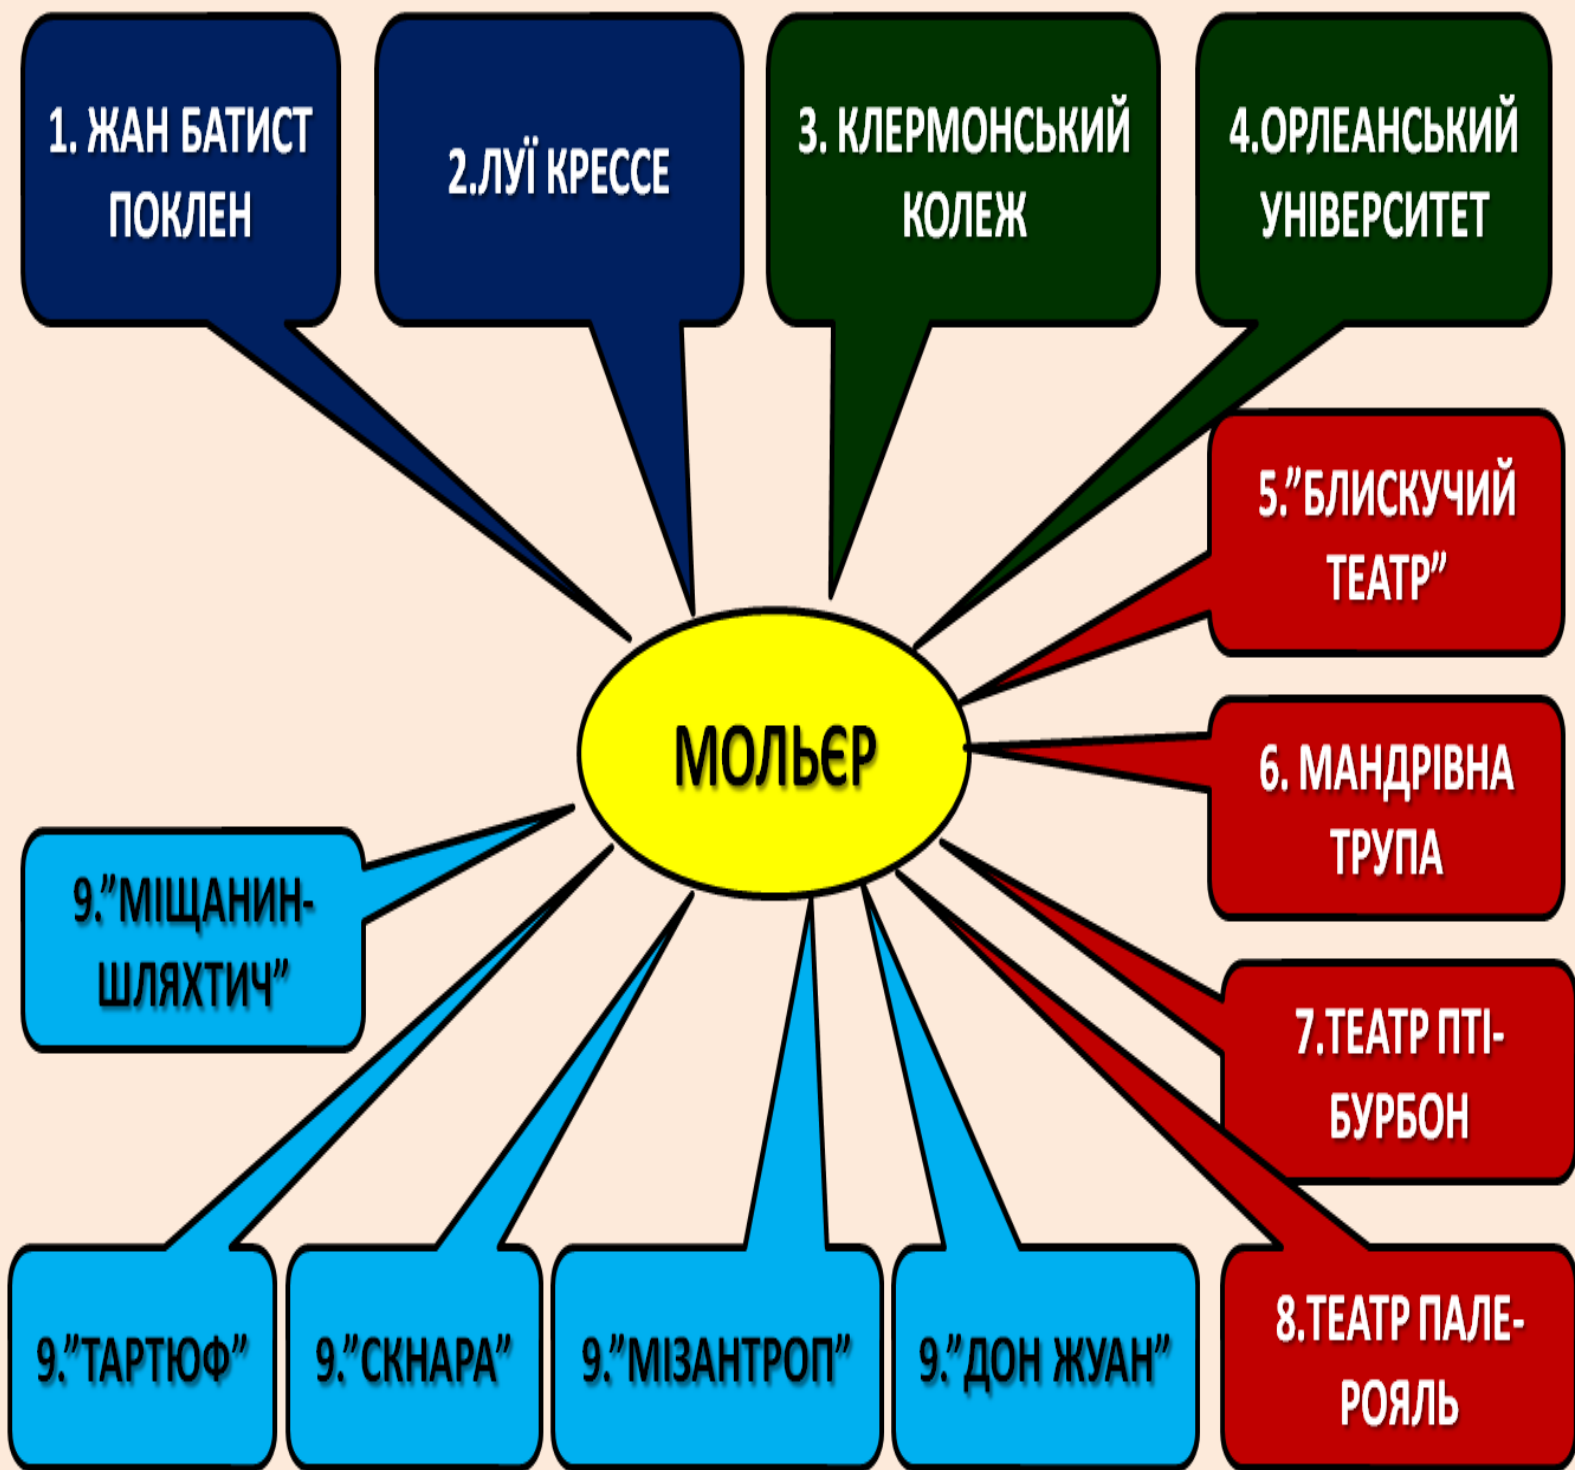 1. ЖАН БАТИСТ
ПОКЛЕН
2.ЛУЇ КРЕССЕ
3. КЛЕРМОНСЬКИЙ
КОЛЕЖ
4.ОРЛЕАНСЬКИЙ
УНІВЕРСИТЕТ
5.”БЛИСКУЧИЙ
ТЕАТР”
6. МАНДРІВНА
ТРУПА
7.ТЕАТР ПТІ-
БУРБОН
8.ТЕАТР ПАЛЕ-
РОЯЛЬ
МОЛЬЄР
9.”МІЩАНИН-
ШЛЯХТИЧ”
9.”ТАРТЮФ”
9.”СКНАРА”
9.”МІЗАНТРОП”
9.”ДОН ЖУАН”